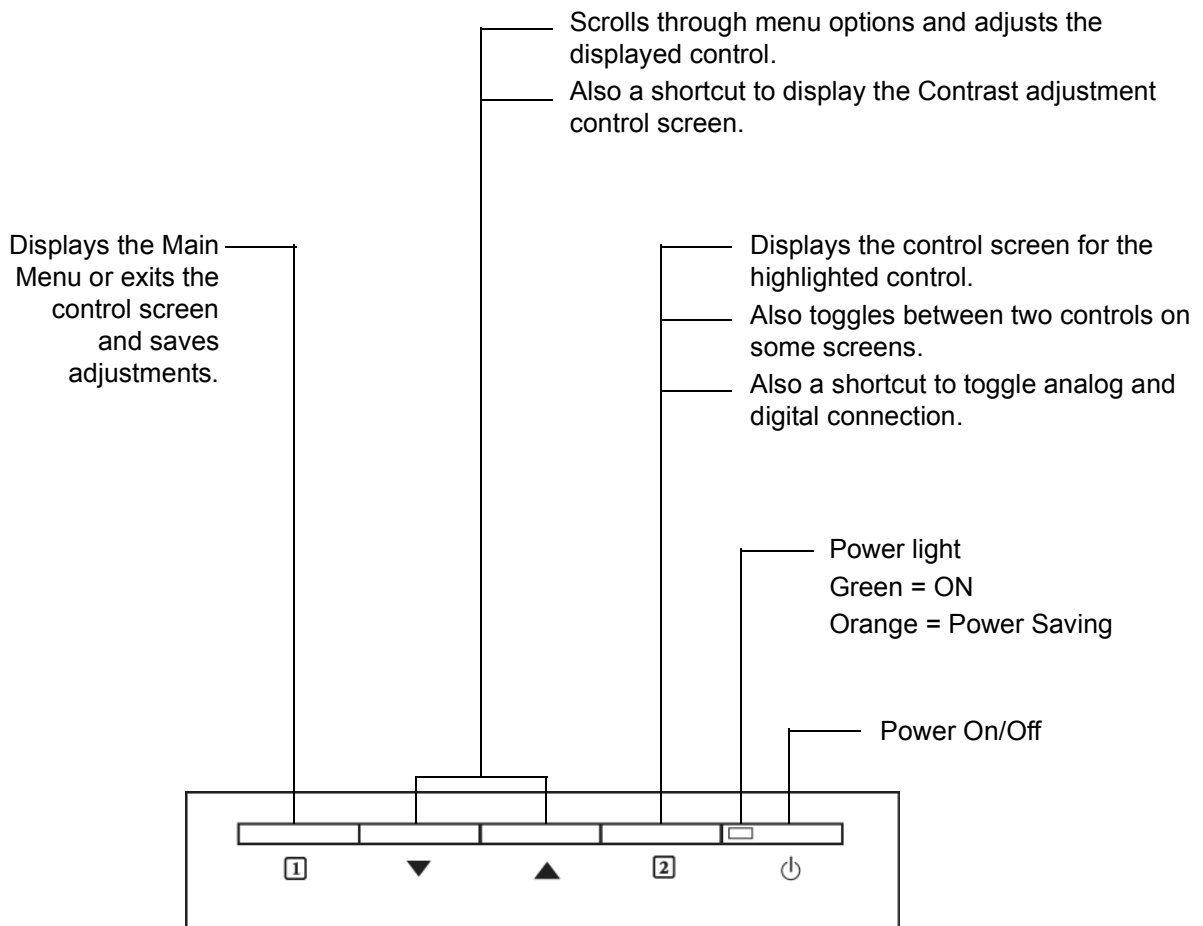 Scrolls through menu options and adjusts the
displayed control.
Also a shortcut to display the Contrast adjustment
control screen.
Displays the Main
Menu or exits the
control screen
and saves
adjustments.
Displays the control screen for the
highlighted control.
Also toggles between two controls on
some screens.
Also a shortcut to toggle analog and
digital connection.
Power light
Green = ON
Orange = Power Saving
Power On/Off
1 ▼ ▲ 2 ⏻